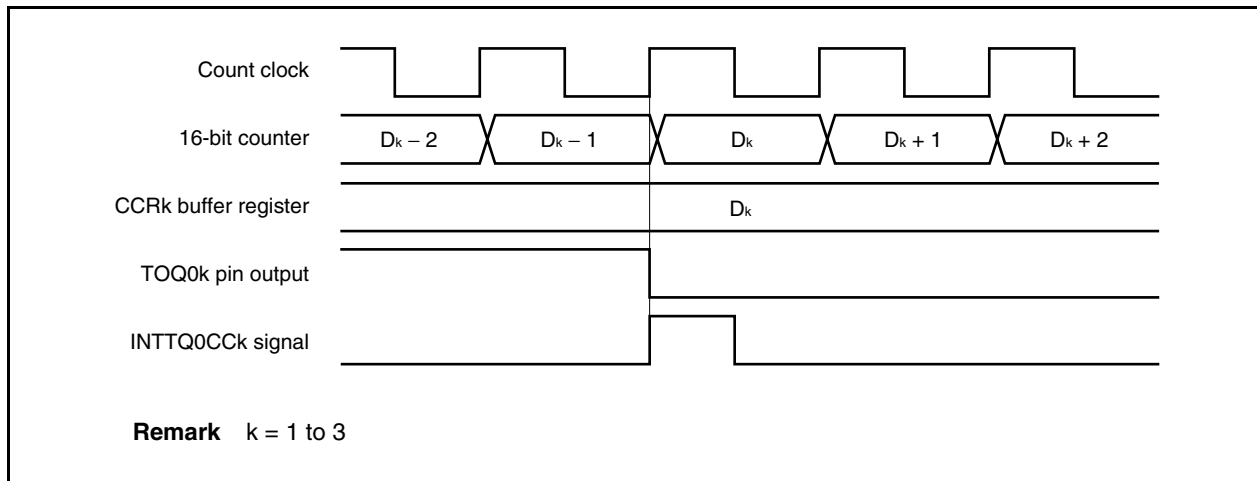 Count clock
16-bit counter
Dk − 2
Dk − 1
Dk
Dk + 1
Dk + 2
CCRk buffer register
Dk
TOQ0k pin output
INTTQ0CCk signal
Remark k = 1 to 3